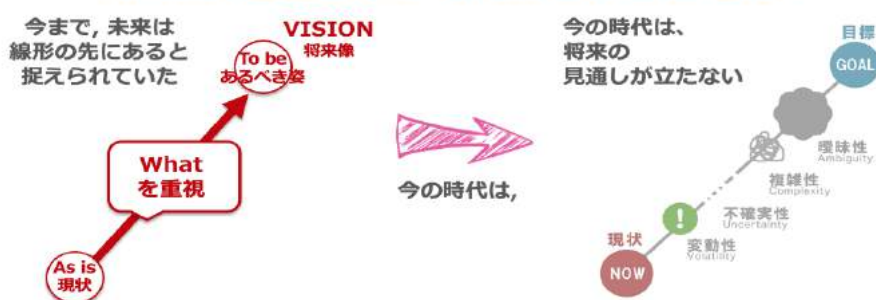 今まで, 未来は
線形の先にあると
捉えられていた
VISION
将来像
To be
あるべき姿
What
を重視
As is
現状
今の時代は,
今の時代は、
将来の
見通しが立たない
目標
GOAL
曖昧性
Ambiguity
複雑性
Complexity
不確実性
Uncertainty
!
変動性
Volatility
現状
NOW